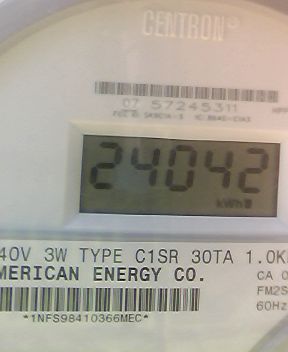 CENTRON®
07 57245311
24042
kWh
40V 3W TYPE C1SR 30TA 1.0K
MERICAN ENERGY CO.
CA 0
FM2S
60Hz
*1NFS98410366MEC*